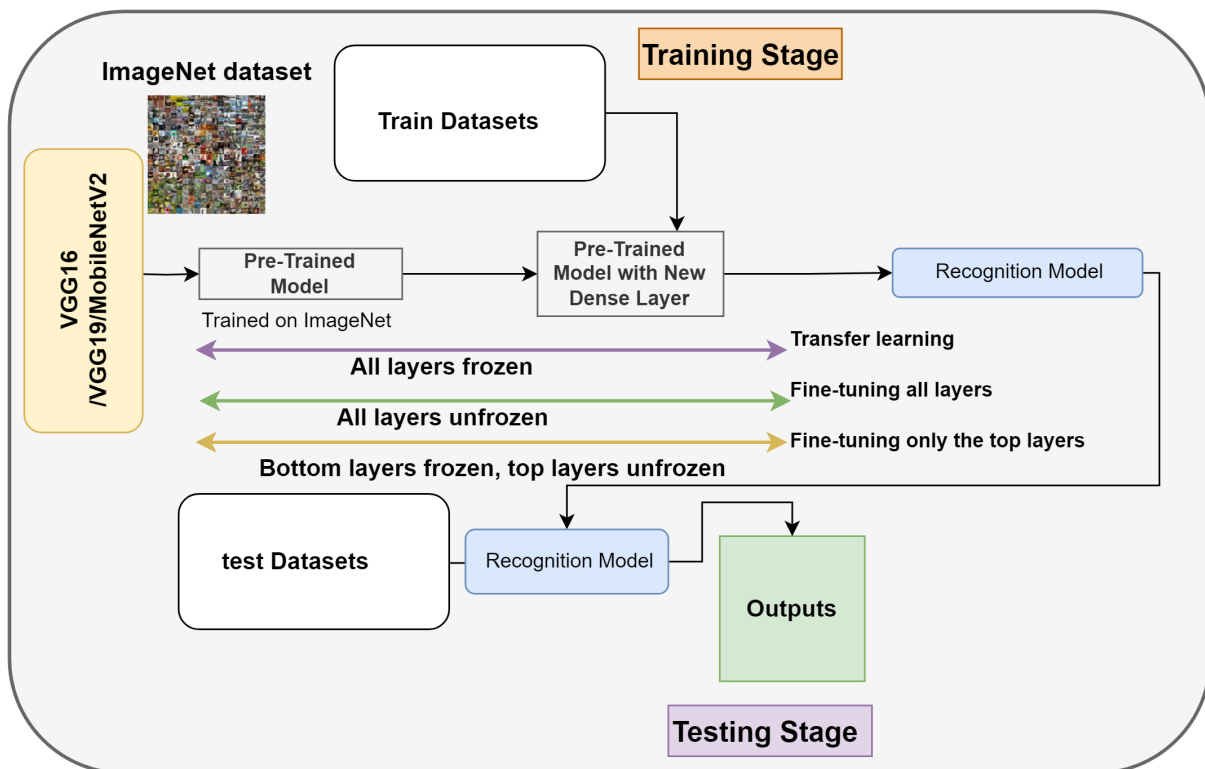 Training Stage
ImageNet dataset
Train Datasets
VGG16
/VGG19/MobileNetV2
Pre-Trained
Model
Trained on ImageNet
Pre-Trained
Model with New
Dense Layer
Recognition Model
Transfer learning
All layers frozen
Fine-tuning all layers
All layers unfrozen
Fine-tuning only the top layers
Bottom layers frozen, top layers unfrozen
test Datasets
Recognition Model
Outputs
Testing Stage